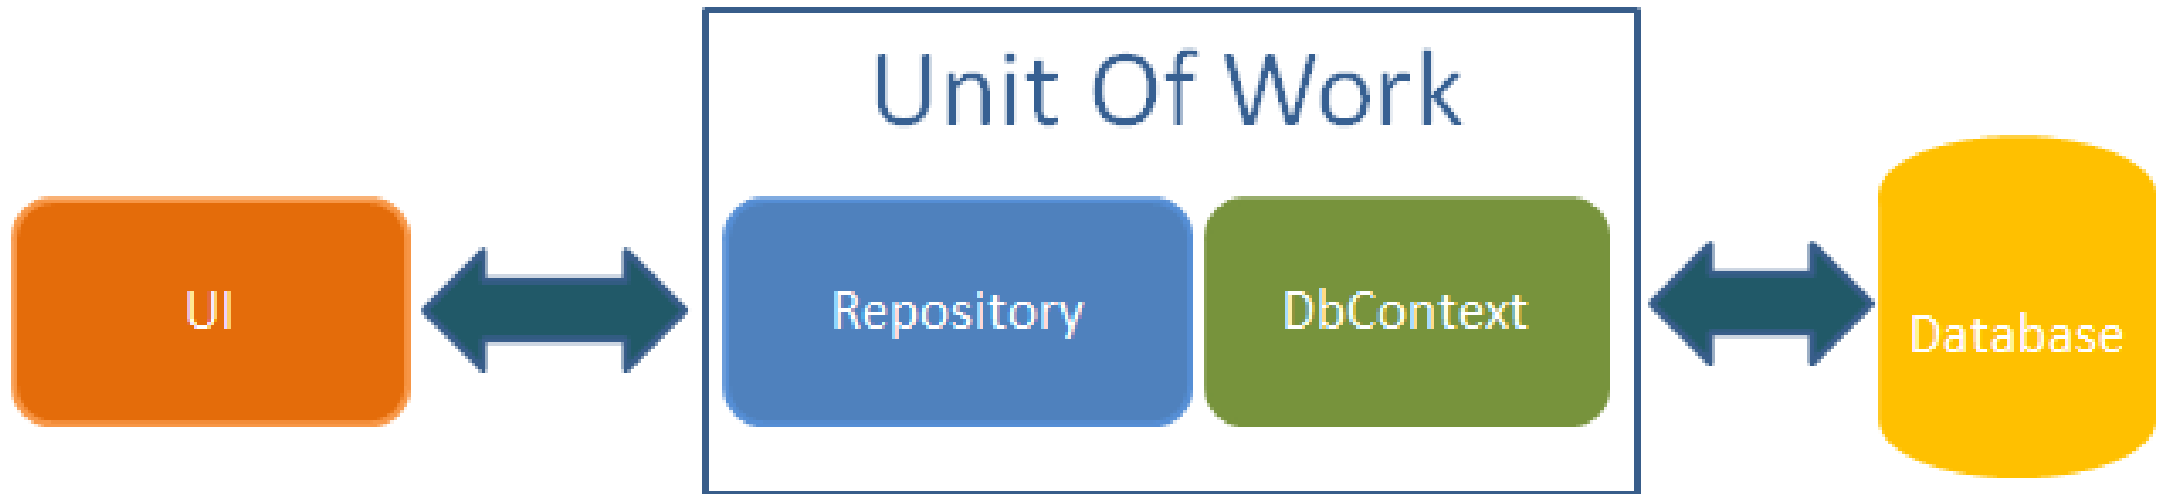 Unit Of Work
UI
Repository
DbContext
Database